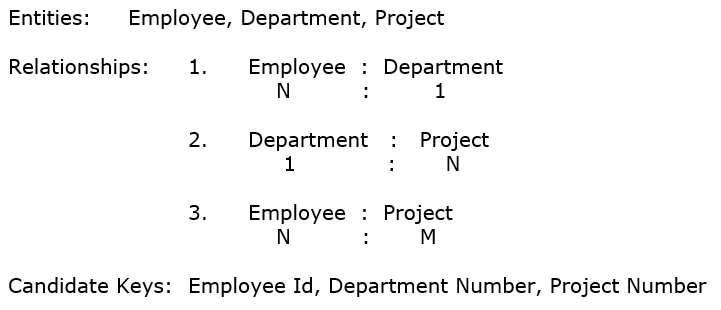 Entities: Employee, Department, Project
Relationships: 1. Employee : Department
N : 1
2. Department : Project
1 : N
3. Employee : Project
N : M
Candidate Keys: Employee Id, Department Number, Project Number